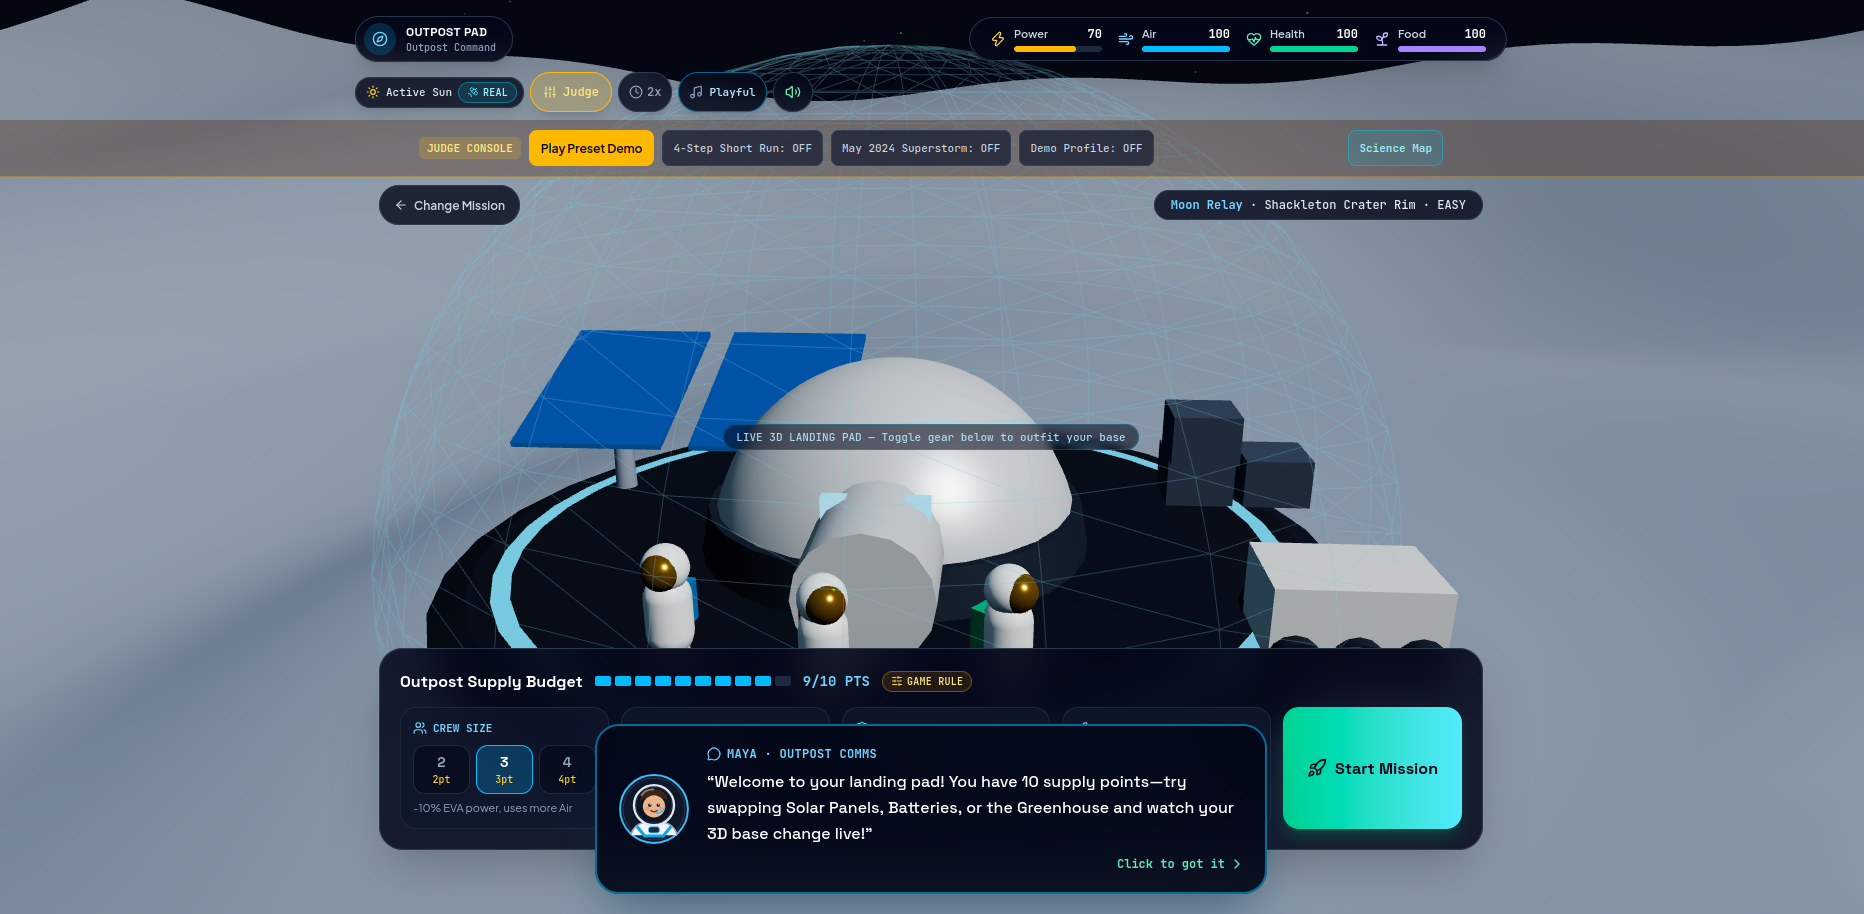 OUTPOST PAD
Outpost Command
Power 70
Air 100
Health 100
Food 100
Active Sun
REAL
Judge
2x
Playful
JUDGE CONSOLE
Play Preset Demo
4-Step Short Run: OFF
May 2024 Superstorm: OFF
Demo Profile: OFF
Science Map
Change Mission
Moon Relay · Shackleton Crater Rim · EASY
LIVE 3D LANDING PAD — Toggle gear below to outfit your base
Outpost Supply Budget
9/10 PTS
GAME RULE
CREW SIZE
2
2pt
3
3pt
4
4pt
-10% EVA power, uses more Air
MAYA · OUTPOST COMMS
“Welcome to your landing pad! You have 10 supply points—try
swapping Solar Panels, Batteries, or the Greenhouse and watch your
3D base change live!”
Click to got it
Start Mission